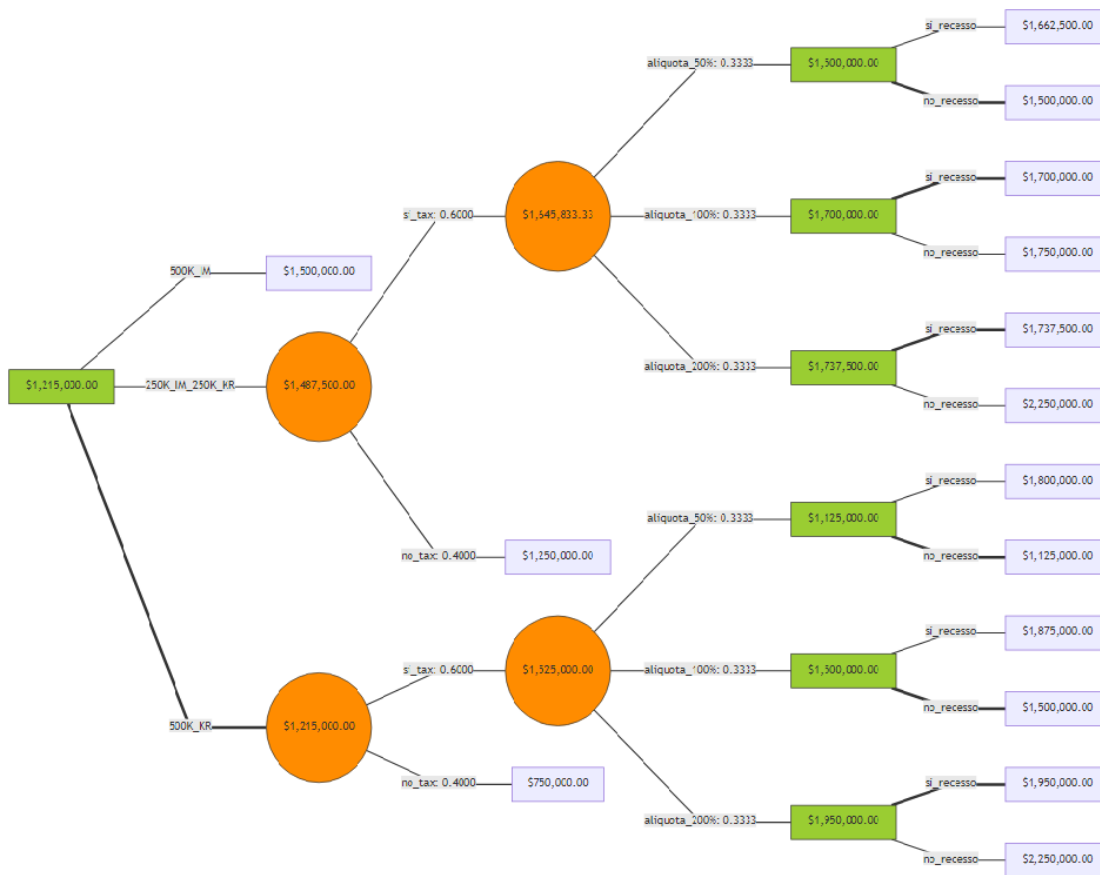 si_recesso
$1,662,500.00
aliquota_50%: 0.3333
$1,500,000.00
no_recesso
$1,500,000.00
si_recesso
$1,700,000.00
si_tax: 0.6000
$1,645,833.33
aliquota_100%: 0.3333
$1,700,000.00
no_recesso
$1,750,000.00
500K_IM
$1,500,000.00
si_recesso
$1,737,500.00
aliquota_200%: 0.3333
$1,737,500.00
$1,215,000.00
250K_IM_250K_KR
$1,487,500.00
no_recesso
$2,250,000.00
si_recesso
$1,800,000.00
aliquota_50%: 0.3333
$1,125,000.00
no_tax: 0.4000
$1,250,000.00
no_recesso
$1,125,000.00
si_recesso
$1,875,000.00
si_tax: 0.6000
$1,525,000.00
aliquota_100%: 0.3333
$1,500,000.00
no_recesso
$1,500,000.00
500K_KR
$1,215,000.00
no_tax: 0.4000
$750,000.00
si_recesso
$1,950,000.00
aliquota_200%: 0.3333
$1,950,000.00
no_recesso
$2,250,000.00